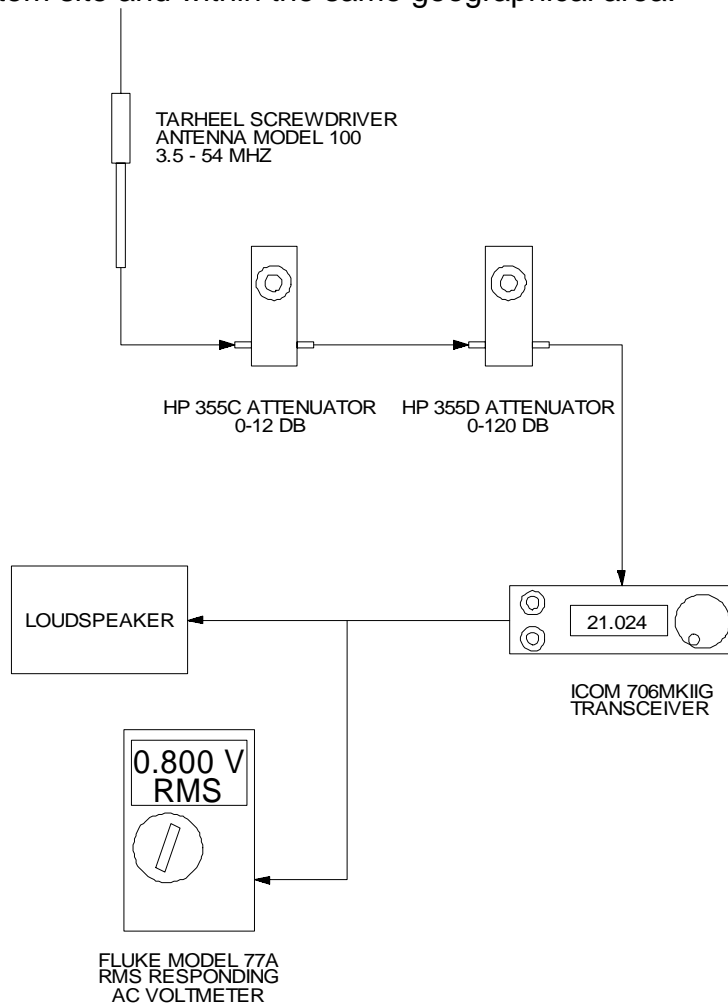 tem site and within the same geographical area.
TARHEEL SCREWDRIVER
ANTENNA MODEL 100
3.5 - 54 MHZ
HP 355C ATTENUATOR
0-12 DB
HP 355D ATTENUATOR
0-120 DB
LOUDSPEAKER
21.024
ICOM 706MKIIG
TRANSCEIVER
0.800 V
RMS
FLUKE MODEL 77A
RMS RESPONDING
AC VOLTMETER